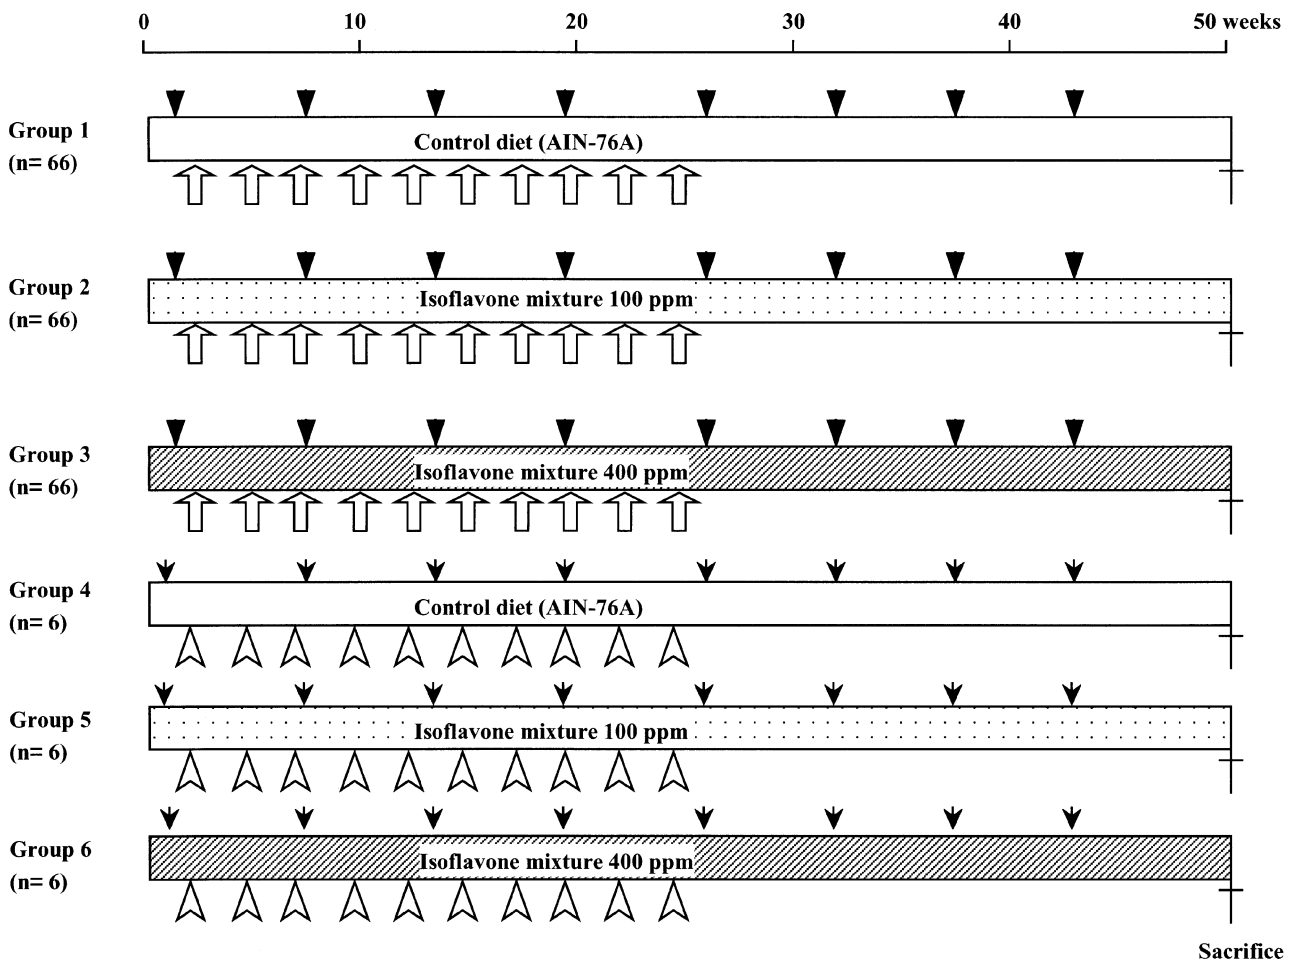 0 10 20 30 40 50 weeks
Group 1
(n= 66)
Control diet (AIN-76A)
Group 2
(n= 66)
Isoflavone mixture 100 ppm
Group 3
(n= 66)
Isoflavone mixture 400 ppm
Group 4
(n= 6)
Control diet (AIN-76A)
Group 5
(n= 6)
Isoflavone mixture 100 ppm
Group 6
(n= 6)
Isoflavone mixture 400 ppm
Sacrifice